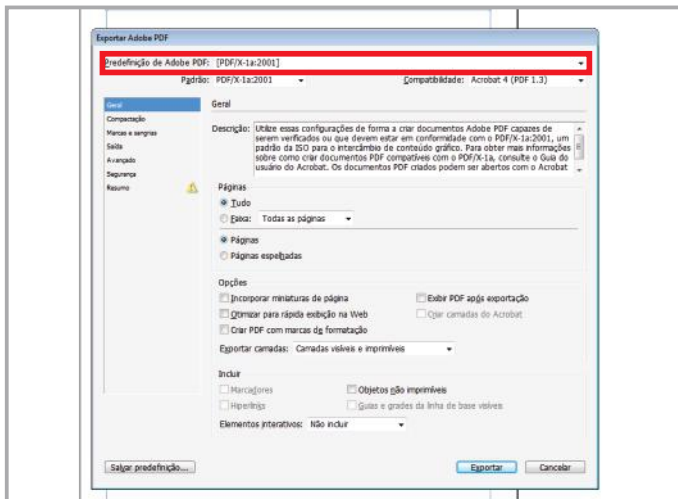 Exportar Adobe PDF
Predefinição de Adobe PDF: [PDF/X-1a:2001]
Padrão: PDF/X-1a:2001 Compatibilidade: Acrobat 4 (PDF 1.3)
Geral
Compactação
Marcas e sangrias
Saída
Avançado
Segurança
Resumo
Geral
Descrição: Utilize essas configurações de forma a criar documentos Adobe PDF capazes de
serem verificados ou que devem estar em conformidade com o PDF/X-1a:2001, um
padrão da ISO para o intercâmbio de conteúdo gráfico. Para obter mais informações
sobre como criar documentos PDF compatíveis com o PDF/X-1a, consulte o Guia do
usuário do Acrobat. Os documentos PDF criados podem ser abertos com o Acrobat
Páginas
Tudo
Faixa: Todas as páginas
Páginas
Páginas espelhadas
Opções
Incorporar miniaturas de página Exibir PDF após exportação
Otimizar para rápida exibição na Web Criar camadas do Acrobat
Criar PDF com marcas de formatação
Exportar camadas: Camadas visíveis e imprimíveis
Incluir
Marcadores Objetos não imprimíveis
Hiperlinks Guias e grades da linha de base visíveis
Elementos interativos: Não incluir
Salvar predefinição... Exportar Cancelar